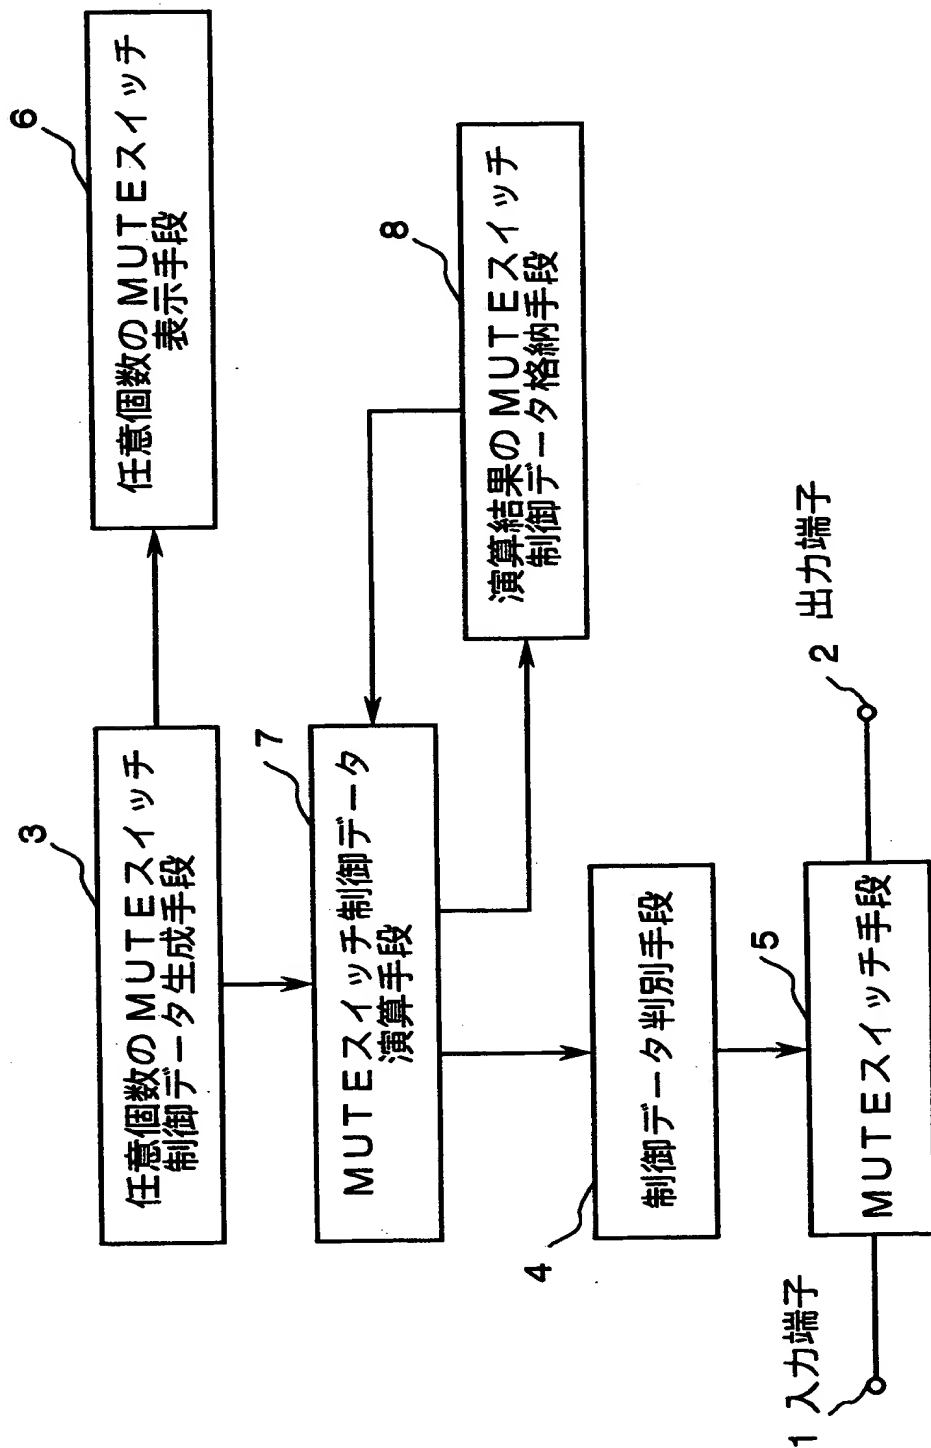 3
任意個数のMUTEスイッチ
制御データ生成手段
6
任意個数のMUTEスイッチ
表示手段
7
MUTEスイッチ制御データ
演算手段
8
演算結果のMUTEスイッチ
制御データ格納手段
4
制御データ判別手段
5
MUTEスイッチ手段
1 入力端子
2 出力端子